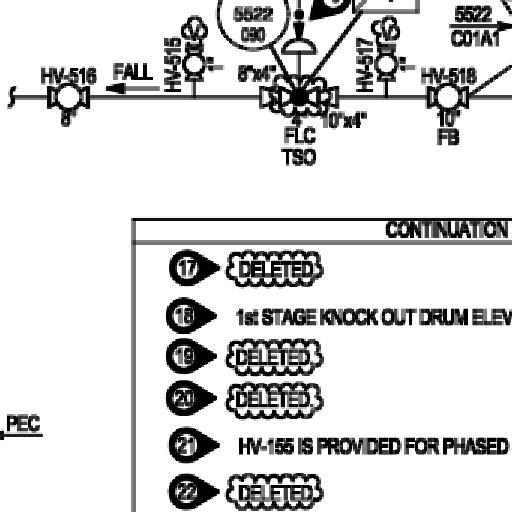 5522
090
5522
C01A1
HV-515
HV-517
HV-516
FALL
8"x4"
HV-518
8"
4"
10"x4"
10"
FLC
FB
TSO
CONTINUATION
17 DELETED
18 1st STAGE KNOCK OUT DRUM ELEV
19 DELETED
20 DELETED
PEC
21 HV-155 IS PROVIDED FOR PHASED
22 DELETED